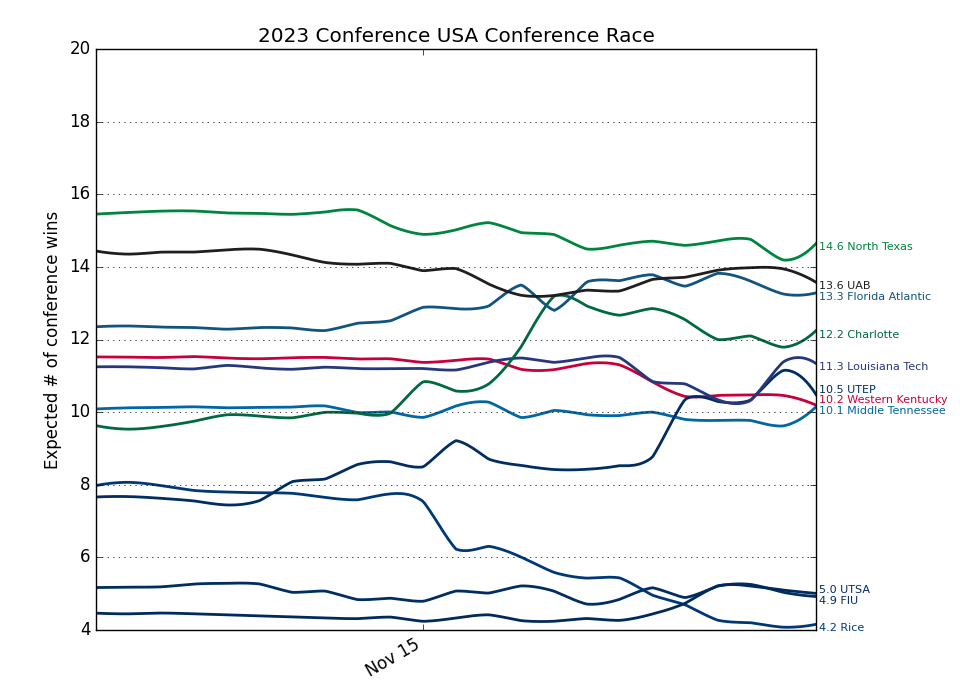 2023 Conference USA Conference Race
Expected # of conference wins
20
18
16
14
12
10
8
6
4
Nov 15
14.6 North Texas
13.6 UAB
13.3 Florida Atlantic
12.2 Charlotte
11.3 Louisiana Tech
10.5 UTEP
10.2 Western Kentucky
10.1 Middle Tennessee
5.0 UTSA
4.9 FIU
4.2 Rice